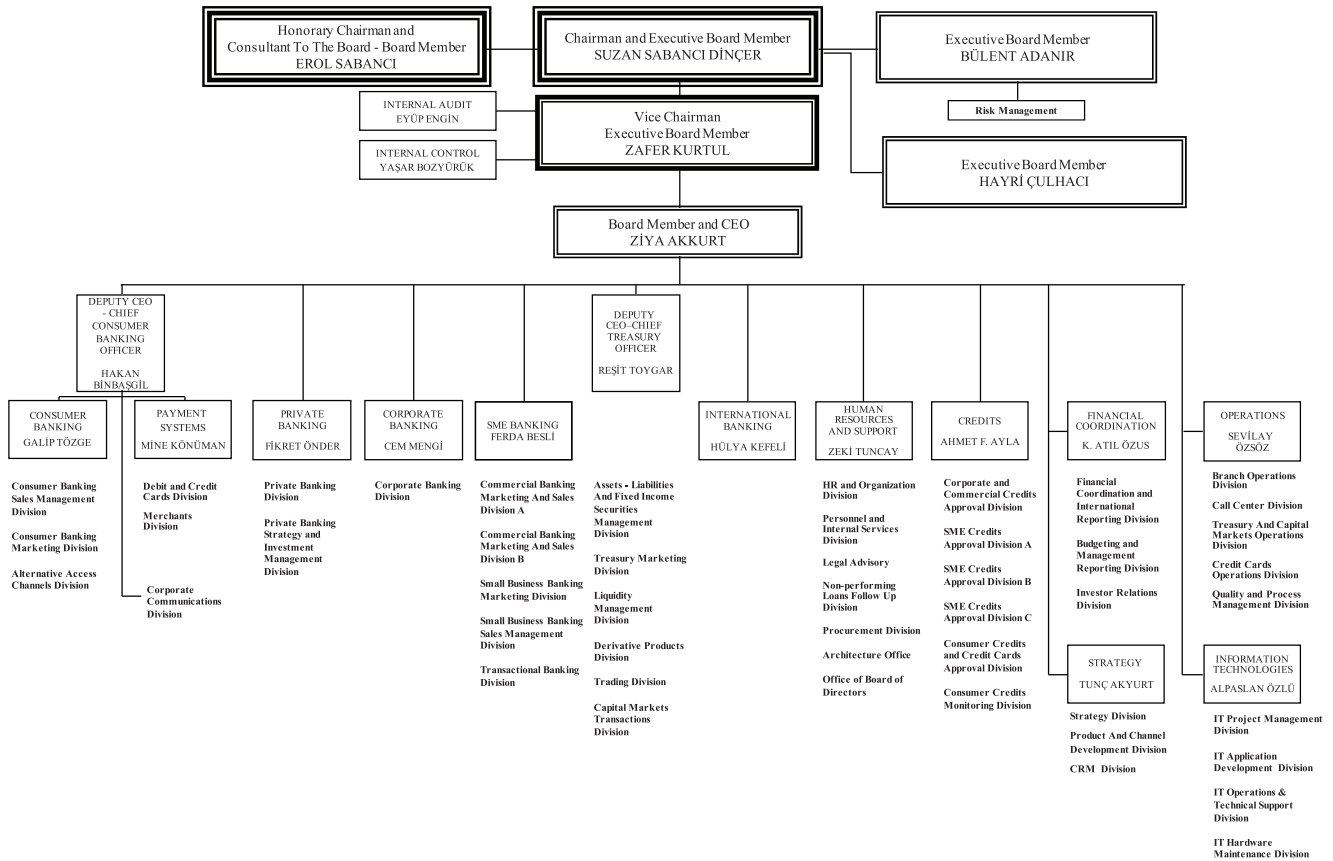 Honorary Chairman and
Consultant To The Board - Board Member
EROL SABANCI
Chairman and Executive Board Member
SUZAN SABANCI DİNÇER
Executive Board Member
BÜLENT ADANIR
Risk Management
INTERNAL AUDIT
EYÜP ENGİN
INTERNAL CONTROL
YAŞAR BOZYÜRÜK
Vice Chairman
Executive Board Member
ZAFER KURTUL
Executive Board Member
HAYRİ ÇULHACI
Board Member and CEO
ZİYA AKKURT
DEPUTY CEO
- CHIEF
CONSUMER
BANKING
OFFICER
HAKAN
BİNBAŞGİL
DEPUTY
CEO–CHIEF
TREASURY
OFFICER
REŞİT TOYGAR
CONSUMER
BANKING
GALİP TÖZGE
Consumer Banking
Sales Management
Division
Consumer Banking
Marketing Division
Alternative Access
Channels Division
PAYMENT
SYSTEMS
MİNE KÖNÜMAN
Debit and Credit
Cards Division
Merchants
Division
Corporate
Communications
Division
PRIVATE
BANKING
FİKRET ÖNDER
Private Banking
Division
Private Banking
Strategy and
Investment
Management
Division
CORPORATE
BANKING
CEM MENGİ
Corporate Banking
Division
SME BANKING
FERDA BESLİ
Commercial Banking
Marketing And Sales
Division A
Commercial Banking
Marketing And Sales
Division B
Small Business Banking
Marketing Division
Small Business Banking
Sales Management
Division
Transactional Banking
Division
Assets - Liabilities
And Fixed Income
Securities
Management
Division
Treasury Marketing
Division
Liquidity
Management
Division
Derivative Products
Division
Trading Division
Capital Markets
Transactions
Division
INTERNATIONAL
BANKING
HÜLYA KEFELİ
HUMAN
RESOURCES
AND SUPPORT
ZEKİ TUNCAY
HR and Organization
Division
Personnel and
Internal Services
Division
Legal Advisory
Non-performing
Loans Follow Up
Division
Procurement Division
Architecture Office
Office of Board of
Directors
CREDITS
AHMET F. AYLA
Corporate and
Commercial Credits
Approval Division
SME Credits
Approval Division A
SME Credits
Approval Division B
SME Credits
Approval Division C
Consumer Credits
and Credit Cards
Approval Division
Consumer Credits
Monitoring Division
FINANCIAL
COORDINATION
K. ATIL ÖZUS
Financial
Coordination and
International
Reporting Division
Budgeting and
Management
Reporting Division
Investor Relations
Division
STRATEGY
TUNÇ AKYURT
Strategy Division
Product And Channel
Development Division
CRM Division
OPERATIONS
SEVİLAY
ÖZSÖZ
Branch Operations
Division
Call Center Division
Treasury And Capital
Markets Operations
Division
Credit Cards
Operations Division
Quality and Process
Management Division
INFORMATION
TECHNOLOGIES
ALPASLAN ÖZLÜ
IT Project Management
Division
IT Application
Development Division
IT Operations &
Technical Support
Division
IT Hardware
Maintenance Division